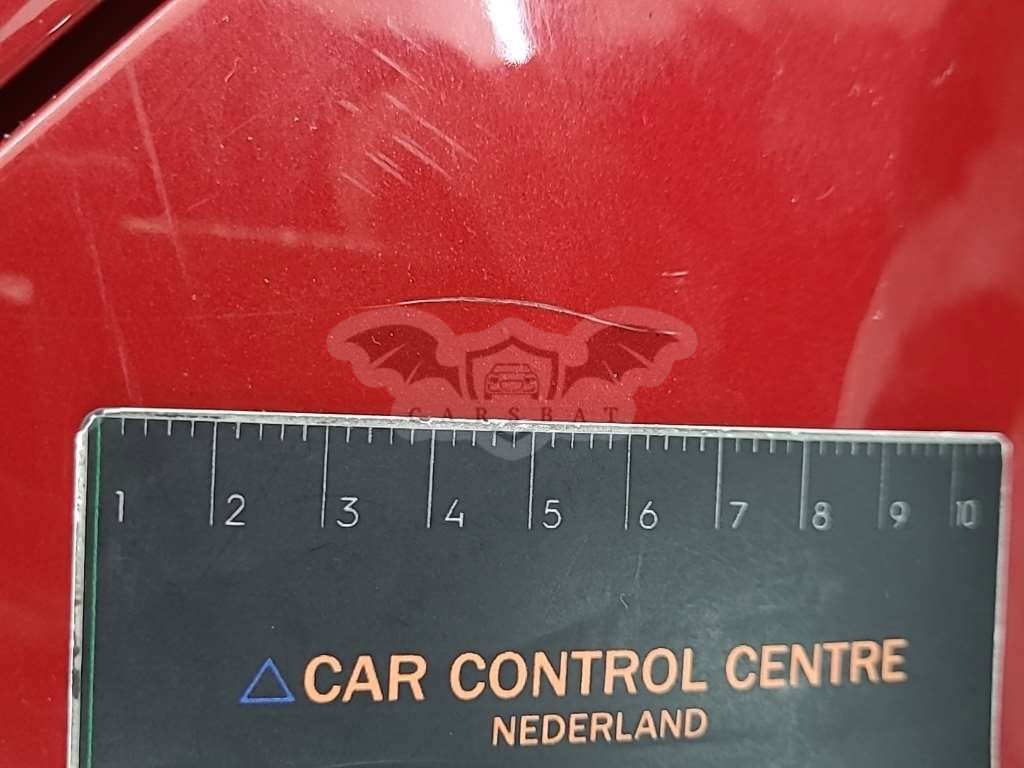 CARSBAT
1 2 3 4 5 6 7 8 9 10
CAR CONTROL CENTRE
NEDERLAND